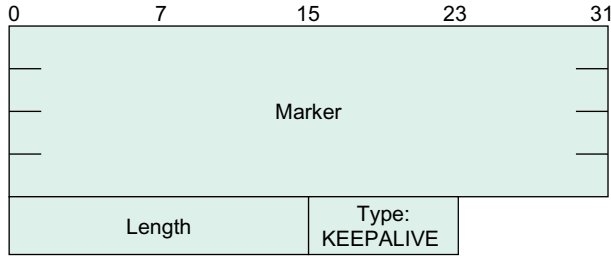 0 7 15 23 31
Marker
Length
Type:
KEEPALIVE